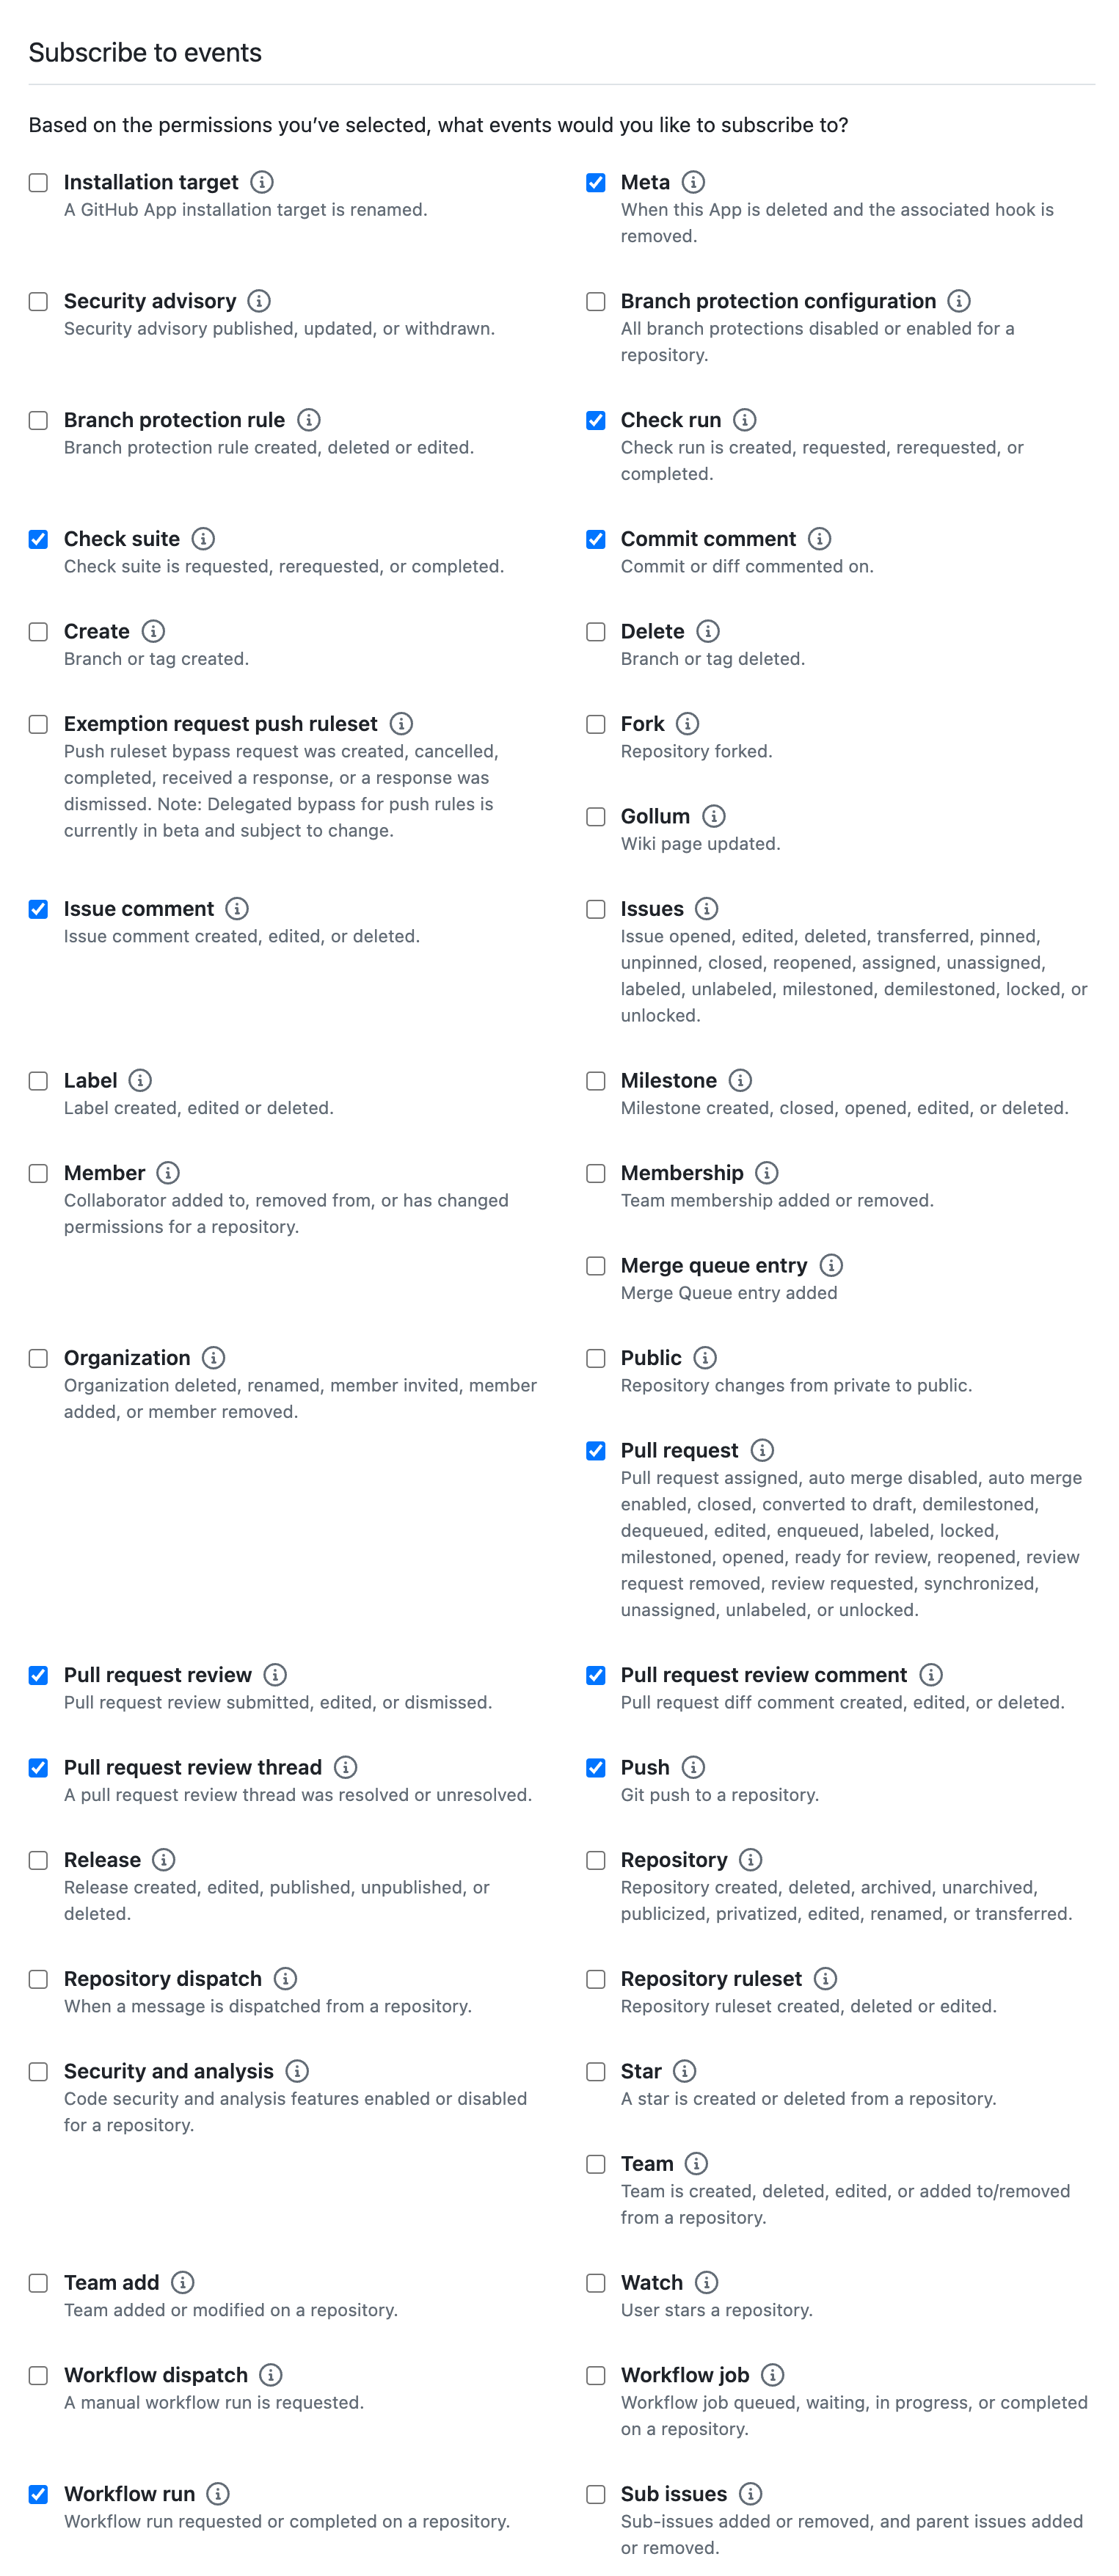 Subscribe to events
Based on the permissions you’ve selected, what events would you like to subscribe to?
Installation target
A GitHub App installation target is renamed.
Meta
When this App is deleted and the associated hook is
removed.
Security advisory
Security advisory published, updated, or withdrawn.
Branch protection configuration
All branch protections disabled or enabled for a
repository.
Branch protection rule
Branch protection rule created, deleted or edited.
Check run
Check run is created, requested, rerequested, or
completed.
Check suite
Check suite is requested, rerequested, or completed.
Commit comment
Commit or diff commented on.
Create
Branch or tag created.
Delete
Branch or tag deleted.
Exemption request push ruleset
Push ruleset bypass request was created, cancelled,
completed, received a response, or a response was
dismissed. Note: Delegated bypass for push rules is
currently in beta and subject to change.
Fork
Repository forked.
Gollum
Wiki page updated.
Issue comment
Issue comment created, edited, or deleted.
Issues
Issue opened, edited, deleted, transferred, pinned,
unpinned, closed, reopened, assigned, unassigned,
labeled, unlabeled, milestoned, demilestoned, locked, or
unlocked.
Label
Label created, edited or deleted.
Milestone
Milestone created, closed, opened, edited, or deleted.
Member
Collaborator added to, removed from, or has changed
permissions for a repository.
Membership
Team membership added or removed.
Merge queue entry
Merge Queue entry added
Organization
Organization deleted, renamed, member invited, member
added, or member removed.
Public
Repository changes from private to public.
Pull request
Pull request assigned, auto merge disabled, auto merge
enabled, closed, converted to draft, demilestoned,
dequeued, edited, enqueued, labeled, locked,
milestoned, opened, ready for review, reopened, review
request removed, review requested, synchronized,
unassigned, unlabeled, or unlocked.
Pull request review
Pull request review submitted, edited, or dismissed.
Pull request review comment
Pull request diff comment created, edited, or deleted.
Pull request review thread
A pull request review thread was resolved or unresolved.
Push
Git push to a repository.
Release
Release created, edited, published, unpublished, or
deleted.
Repository
Repository created, deleted, archived, unarchived,
publicized, privatized, edited, renamed, or transferred.
Repository dispatch
When a message is dispatched from a repository.
Repository ruleset
Repository ruleset created, deleted or edited.
Security and analysis
Code security and analysis features enabled or disabled
for a repository.
Star
A star is created or deleted from a repository.
Team
Team is created, deleted, edited, or added to/removed
from a repository.
Team add
Team added or modified on a repository.
Watch
User stars a repository.
Workflow dispatch
A manual workflow run is requested.
Workflow job
Workflow job queued, waiting, in progress, or completed
on a repository.
Workflow run
Workflow run requested or completed on a repository.
Sub issues
Sub-issues added or removed, and parent issues added
or removed.